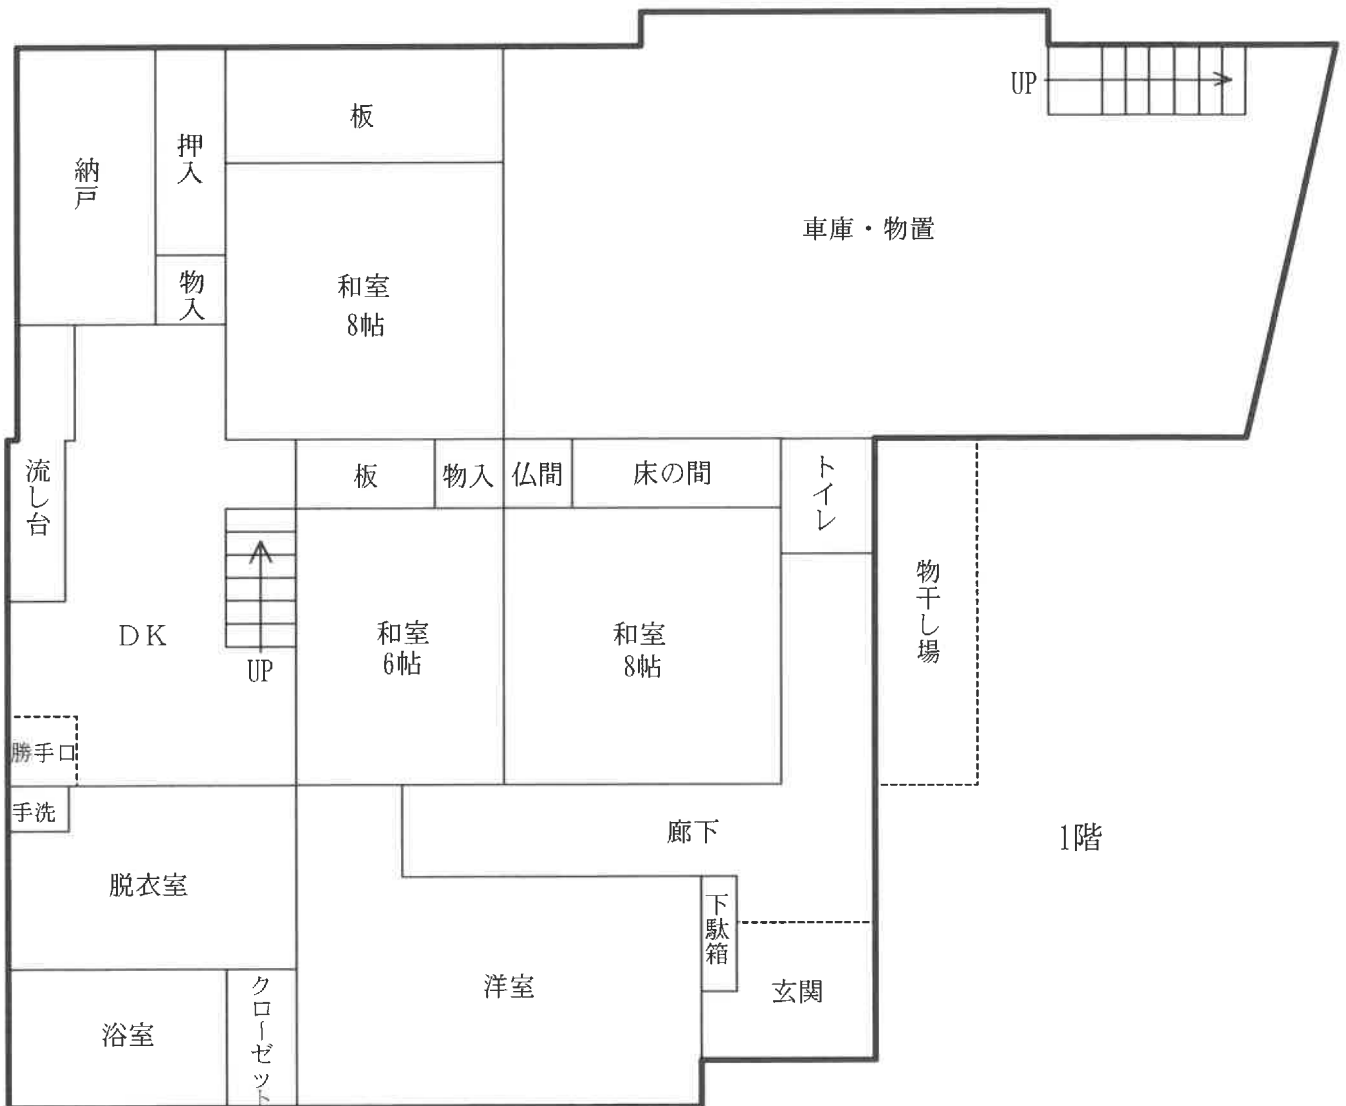 UP
板
押入
納戸
車庫・物置
物入
和室
8帖
流し台
板
物入
仏間
床の間
トイレ
物干し場
DK
UP
和室
6帖
和室
8帖
勝手口
手洗
廊下
1階
脱衣室
下駄箱
クローゼット
洋室
玄関
浴室